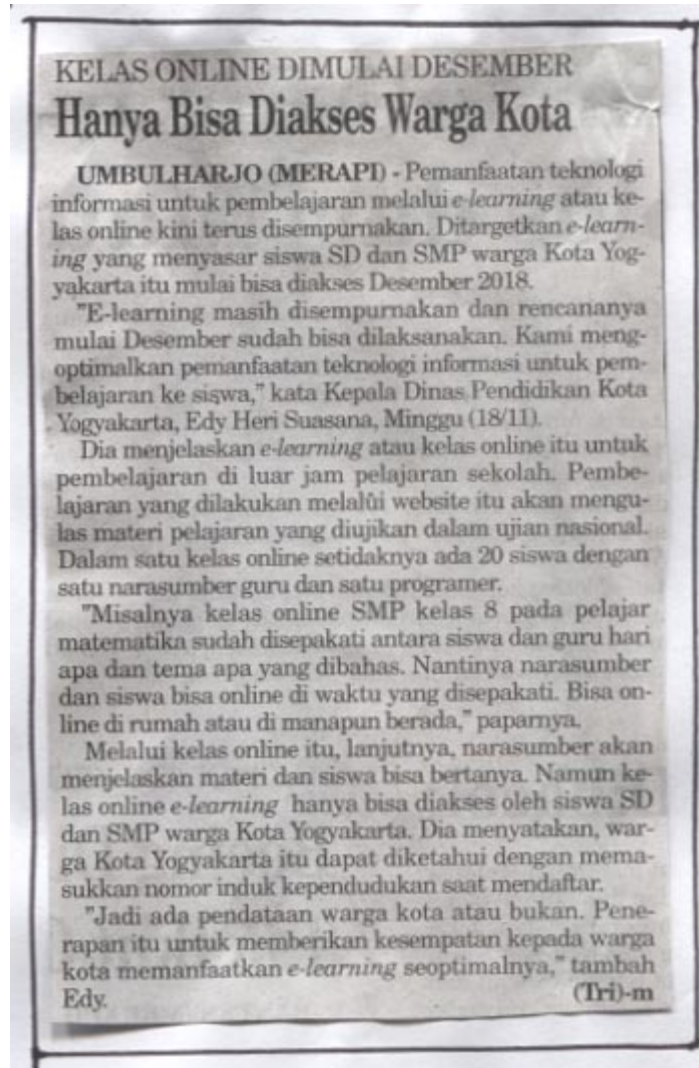 KELAS ONLINE DIMULAI DESEMBER
Hanya Bisa Diakses Warga Kota
UMBULHARJO (MERAPI) - Pemanfaatan teknologi
informasi untuk pembelajaran melalui e-learning atau ke-
las online kini terus disempurnakan. Ditargetkan e-learn-
ing yang menyasar siswa SD dan SMP warga Kota Yog-
yakarta itu mulai bisa diakses Desember 2018.
"E-learning masih disempurnakan dan rencananya
mulai Desember sudah bisa dilaksanakan. Kami meng-
optimalkan pemanfaatan teknologi informasi untuk pem-
belajaran ke siswa," kata Kepala Dinas Pendidikan Kota
Yogyakarta, Edy Heri Suasana, Minggu (18/11).
Dia menjelaskan e-learning atau kelas online itu untuk
pembelajaran di luar jam pelajaran sekolah. Pembe-
lajaran yang dilakukan melalui website itu akan mengu-
las materi pelajaran yang diujikan dalam ujian nasional.
Dalam satu kelas online setidaknya ada 20 siswa dengan
satu narasumber guru dan satu programer.
"Misalnya kelas online SMP kelas 8 pada pelajar
matematika sudah disepakati antara siswa dan guru hari
apa dan tema apa yang dibahas. Nantinya narasumber
dan siswa bisa online di waktu yang disepakati. Bisa on-
line di rumah atau di manapun berada," paparnya.
Melalui kelas online itu, lanjutnya, narasumber akan
menjelaskan materi dan siswa bisa bertanya. Namun ke-
las online e-learning hanya bisa diakses oleh siswa SD
dan SMP warga Kota Yogyakarta. Dia menyatakan, war-
ga Kota Yogyakarta itu dapat diketahui dengan mema-
sukkan nomor induk kependudukan saat mendaftar.
"Jadi ada pendataan warga kota atau bukan. Pene-
rapan itu untuk memberikan kesempatan kepada warga
kota memanfaatkan e-learning seoptimalnya," tambah
Edy. (Tri)-m